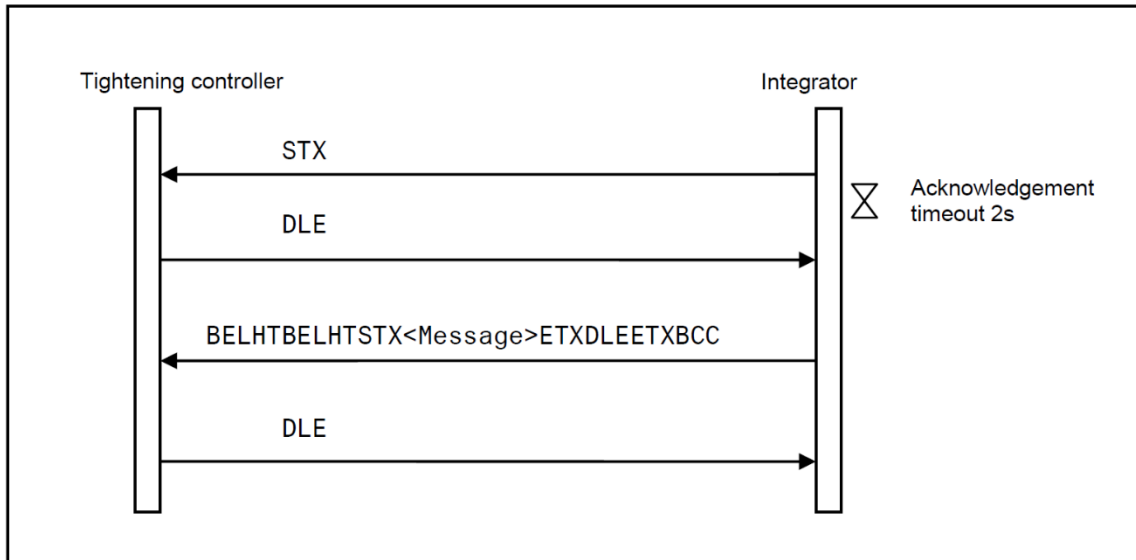 Tightening controller
Integrator
STX
Acknowledgement
timeout 2s
DLE
BELHTBELHTSTX<Message>ETXDLEETXBCC
DLE